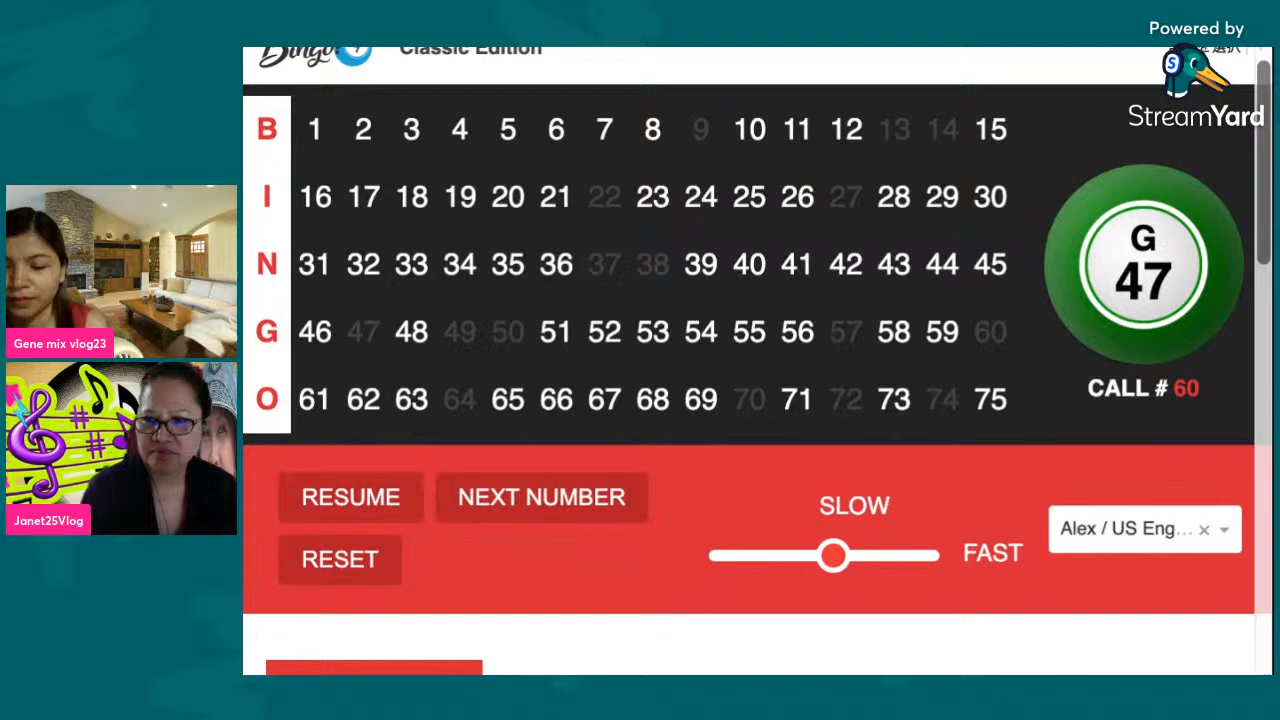 Powered by
StreamYard
Bingo
Classic Edition
選択
B 1 2 3 4 5 6 7 8 9 10 11 12 13 14 15
I 16 17 18 19 20 21 22 23 24 25 26 27 28 29 30
N 31 32 33 34 35 36 37 38 39 40 41 42 43 44 45
G 46 47 48 49 50 51 52 53 54 55 56 57 58 59 60
O 61 62 63 64 65 66 67 68 69 70 71 72 73 74 75
G
47
CALL # 60
Gene mix vlog23
Janet25Vlog
RESUME
NEXT NUMBER
RESET
SLOW
FAST
Alex / US Eng...